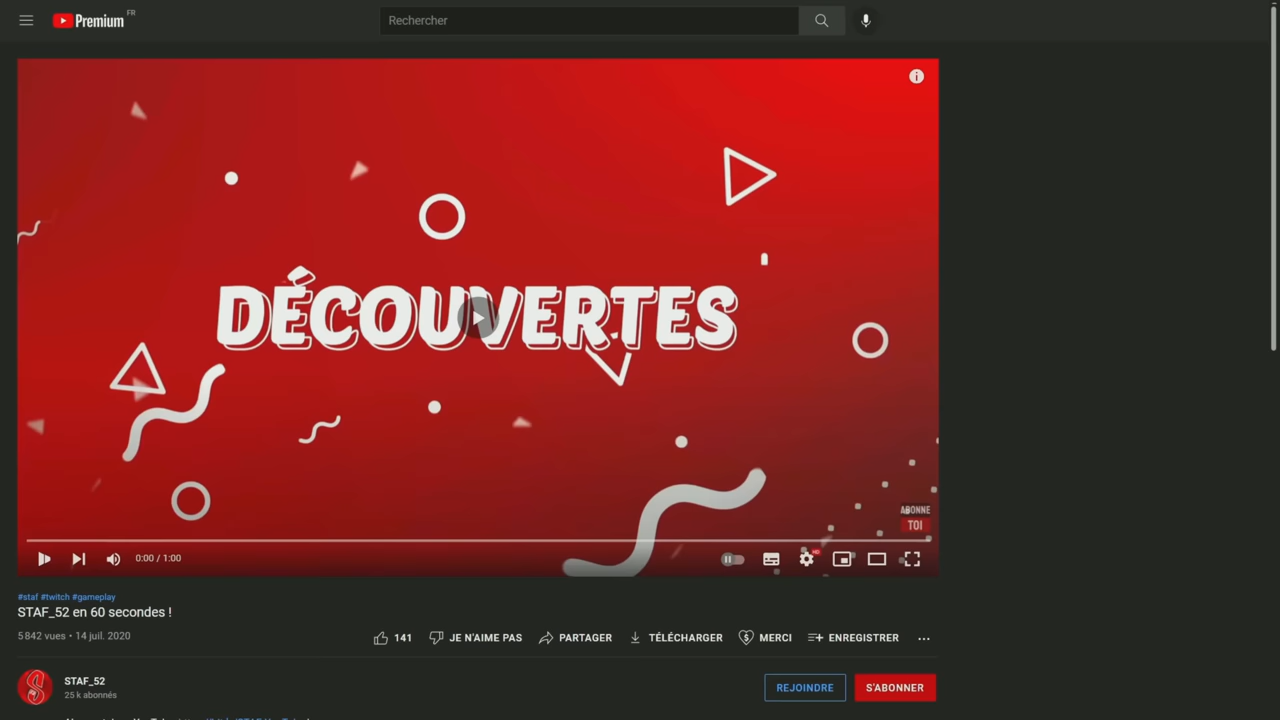 Premium FR
Rechercher
DÉCOUVERTES
ABONNE
TOI
0:00 / 1:00
HD
#staf #twitch #gameplay
STAF_52 en 60 secondes !
5 842 vues • 14 juil. 2020
141 JE N'AIME PAS PARTAGER TÉLÉCHARGER MERCI ENREGISTRER
STAF_52
25 k abonnés
REJOINDRE
S'ABONNER